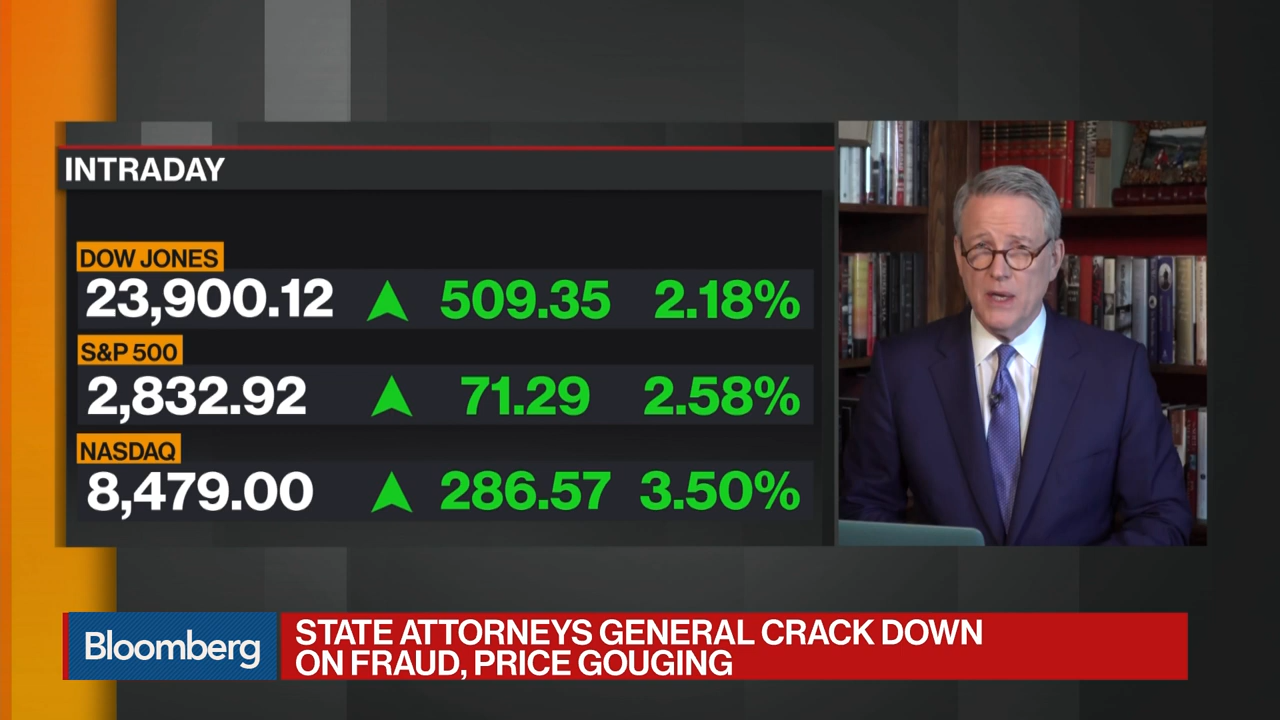 INTRADAY
DOW JONES
23,900.12 ▲ 509.35 2.18%
S&P 500
2,832.92 ▲ 71.29 2.58%
NASDAQ
8,479.00 ▲ 286.57 3.50%
Bloomberg
STATE ATTORNEYS GENERAL CRACK DOWN
ON FRAUD, PRICE GOUGING